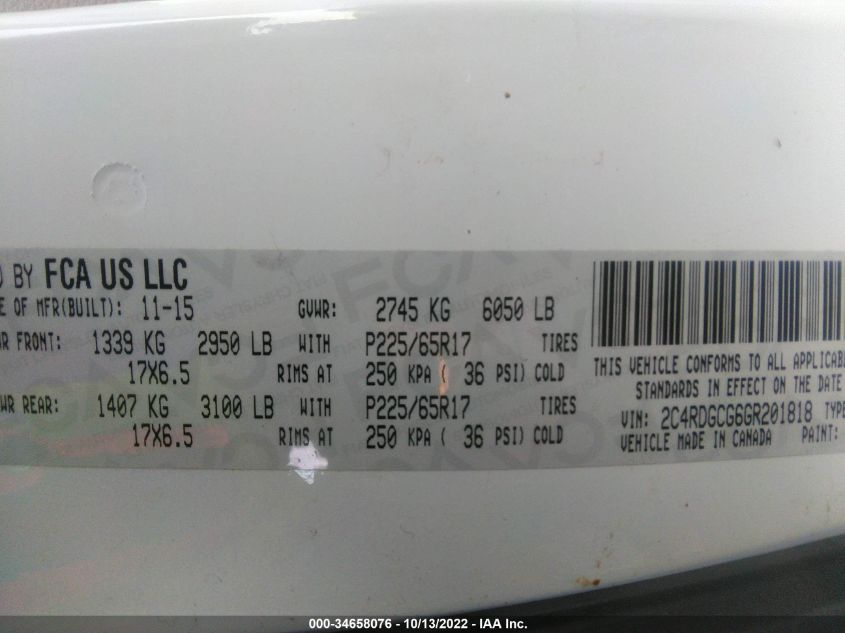 BY FCA US LLC
OF MFR(BUILT): 11-15 GVWR: 2745 KG 6050 LB
FRONT: 1339 KG 2950 LB WITH P225/65R17 TIRES
17X6.5 RIMS AT 250 KPA ( 36 PSI) COLD
REAR: 1407 KG 3100 LB WITH P225/65R17 TIRES
17X6.5 RIMS AT 250 KPA ( 36 PSI) COLD
THIS VEHICLE CONFORMS TO ALL APPLICABL
STANDARDS IN EFFECT ON THE DATE
VIN: 2C4RDGCG6GR201818 TYPE
VEHICLE MADE IN CANADA PAINT:
000-34658076 - 10/13/2022 - IAA Inc.